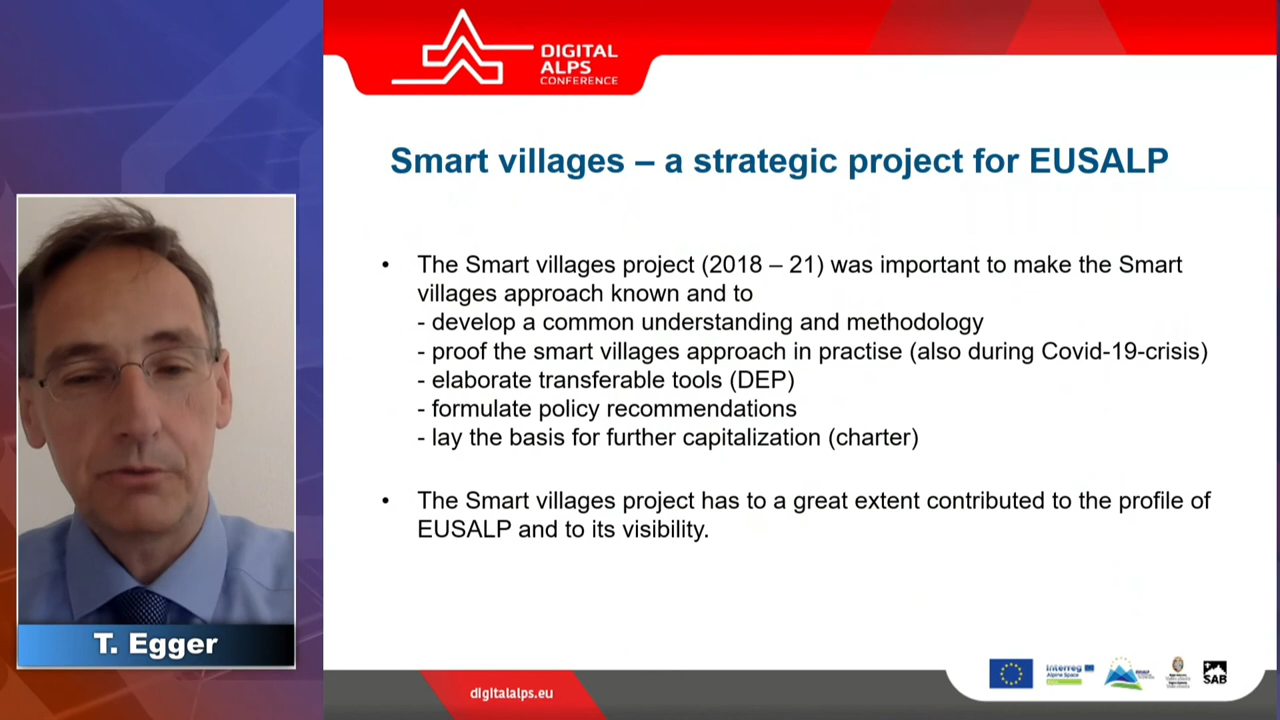 DIGITAL
ALPS
CONFERENCE
Smart villages – a strategic project for EUSALP
• The Smart villages project (2018 – 21) was important to make the Smart
villages approach known and to
- develop a common understanding and methodology
- proof the smart villages approach in practise (also during Covid-19-crisis)
- elaborate transferable tools (DEP)
- formulate policy recommendations
- lay the basis for further capitalization (charter)
• The Smart villages project has to a great extent contributed to the profile of
EUSALP and to its visibility.
T. Egger
digitalalps.eu
Interreg
Alpine Space
EUSALP
SAB